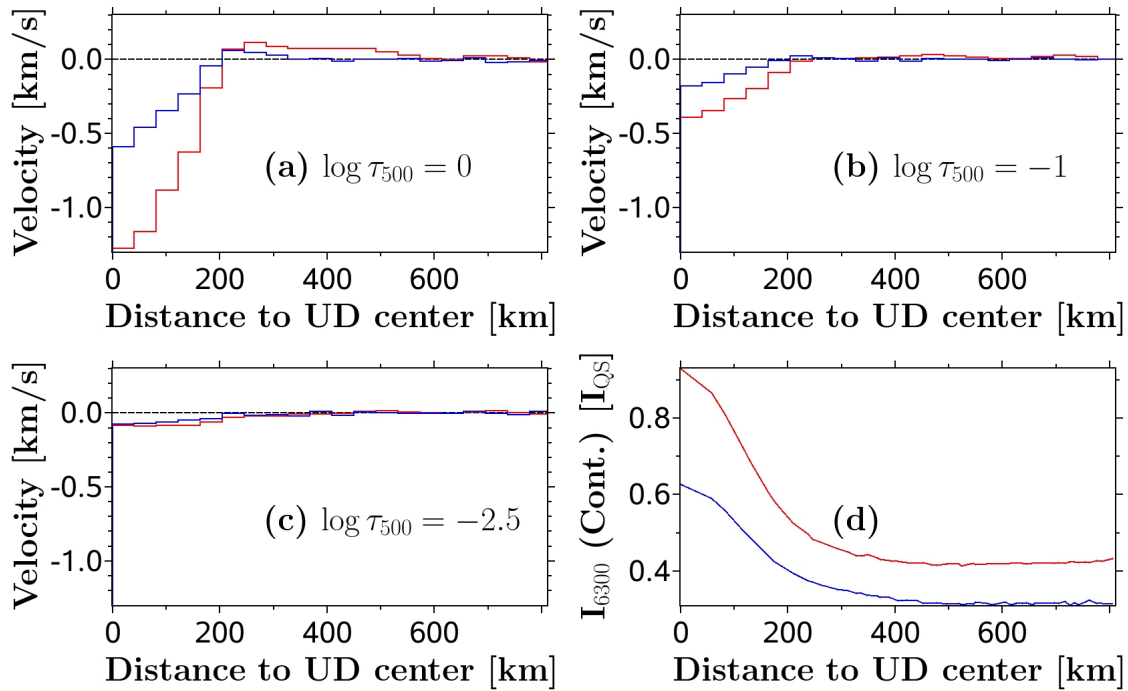 Velocity [km/s]
0.0
-0.5
-1.0
(a) log τ500 = 0
0 200 400 600
Distance to UD center [km]
Velocity [km/s]
0.0
-0.5
-1.0
(b) log τ500 = −1
0 200 400 600
Distance to UD center [km]
Velocity [km/s]
0.0
-0.5
-1.0
(c) log τ500 = −2.5
0 200 400 600
Distance to UD center [km]
I6300 (Cont.) [IQS]
0.8
0.6
0.4
(d)
0 200 400 600
Distance to UD center [km]